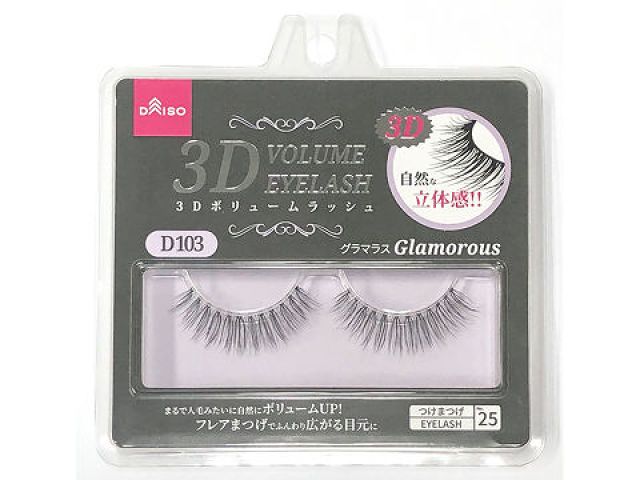 DAISO
3D VOLUME
EYELASH
3Dボリュームラッシュ
3D
自然な
立体感!!
D103
グラマラス Glamorous
まるで人毛みたいに自然にボリュームUP!
フレアまつげでふんわり広がる目元に
つけまつげ
EYELASH
No. 25